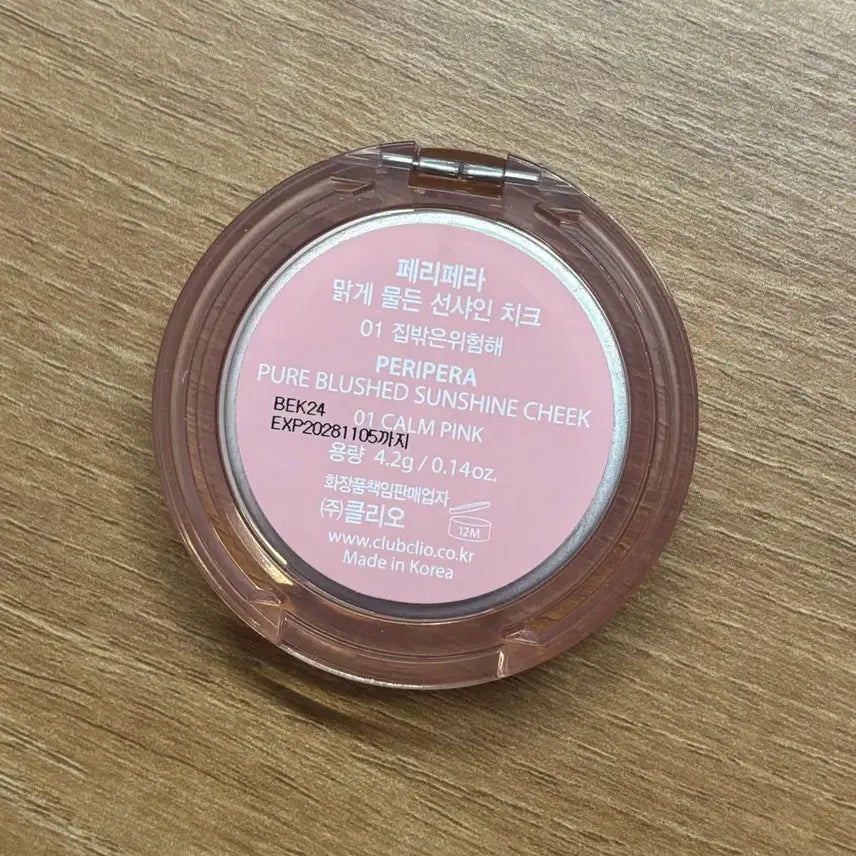 페리페라
맑게 물든 선샤인 치크
01 집밖은위험해
PERIPERA
PURE BLUSHED SUNSHINE CHEEK
BEK24
01 CALM PINK
EXP20281105까지
용량 4.2g / 0.14oz.
화장품책임판매업자
㈜클리오
12M
www.clubclio.co.kr
Made in Korea